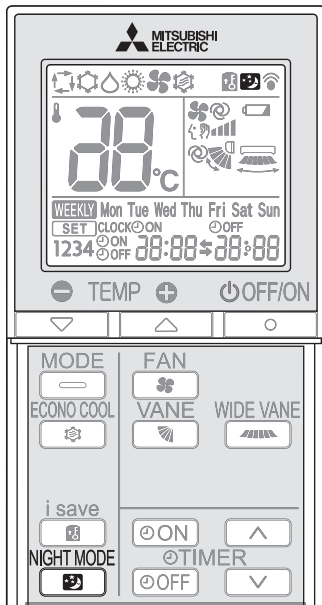 MITSUBISHI
ELECTRIC
88°C
WEEKLY Mon Tue Wed Thu Fri Sat Sun
SET CLOCK ON OFF
1234 ON OFF 88:88 88:88
TEMP OFF/ON
MODE FAN
ECONO COOL VANE WIDE VANE
i save
ON
NIGHT MODE TIMER
OFF